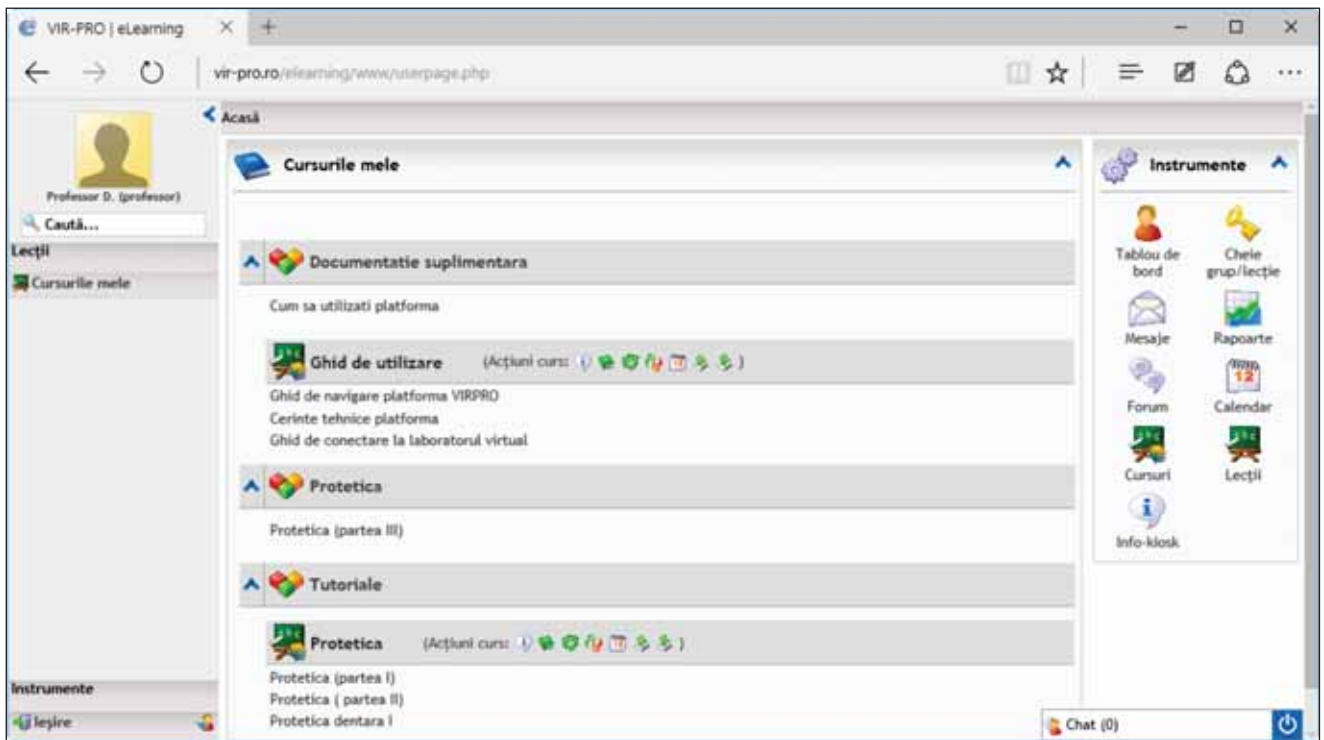 VIR-PRO | eLearning
vir-pro.ro/elearning/www/userpage.php
Acasă
Professor D. (professor)
Caută...
Lecții
Cursurile mele
Instrumente
Ieșire
Cursurile mele
Documentatie suplimentara
Cum sa utilizati platforma
Ghid de utilizare (Acțiuni curs: )
Ghid de navigare platforma VIRPRO
Cerinte tehnice platforma
Ghid de conectare la laboratorul virtual
Protetica
Protetica (partea III)
Tutoriale
Protetica (Acțiuni curs: )
Protetica (partea I)
Protetica ( partea II)
Protetica dentara I
Instrumente
Tablou de bord
Cheie grup/lecție
Mesaje
Rapoarte
Forum
12
Calendar
Cursuri
Lecții
Info-kiosk
Chat (0)